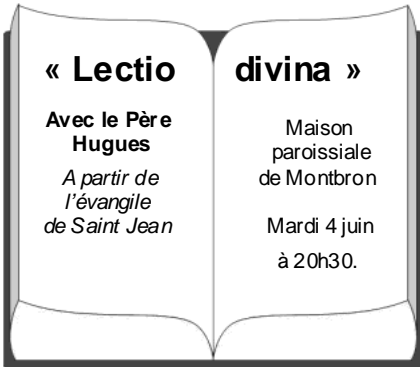 « Lectio divina »
Avec le Père
Hugues
A partir de
l'évangile
de Saint Jean
Maison
paroissiale
de Montbron
Mardi 4 juin
à 20h30.